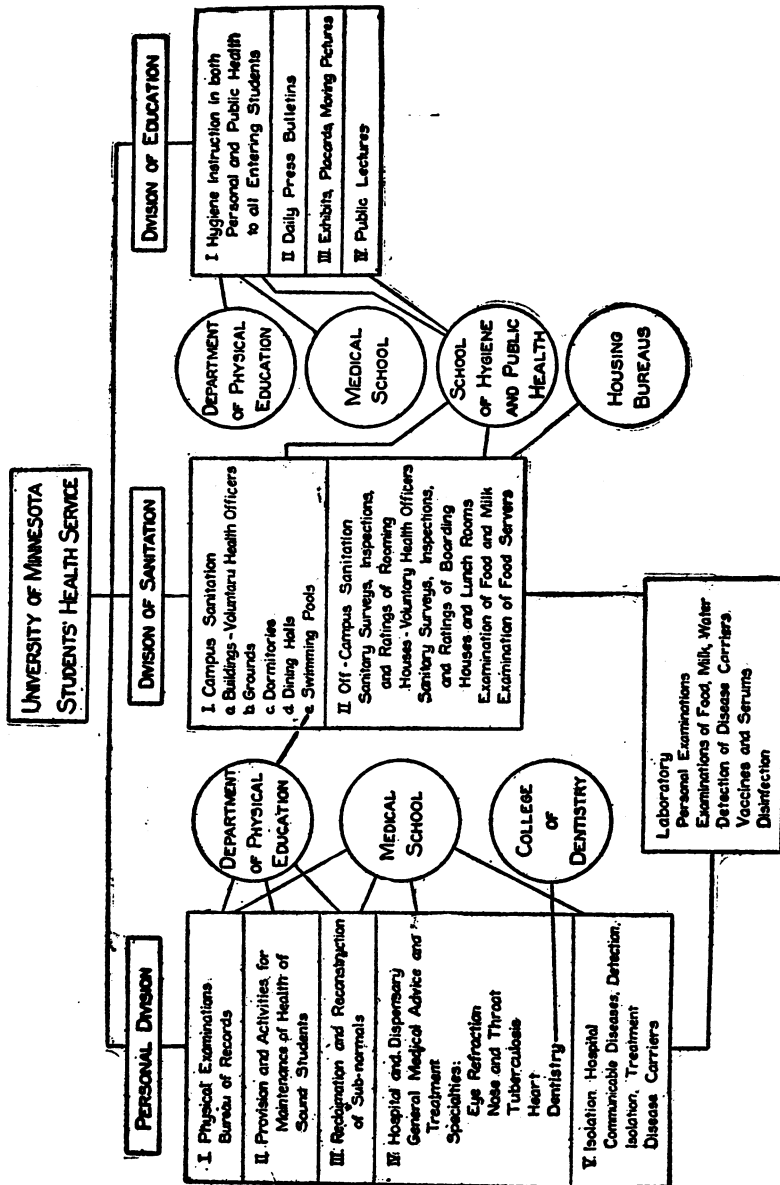 UNIVERSITY OF MINNESOTA
STUDENTS' HEALTH SERVICE
PERSONAL DIVISION
I. Physical Examinations
Bureau of Records
II. Provision and Activities for
Maintenance of Health of
Sound Students
III. Reclamation and Reconstruction
of Sub-normals
IV. Hospital and Dispensary
General Medical Advice and
Treatment
Specialties:
Eye Refraction
Nose and Throat
Tuberculosis
Heart
Dentistry
V. Isolation Hospital
Communicable Diseases, Detection,
Isolation, Treatment
Disease Carriers
DEPARTMENT
OF PHYSICAL
EDUCATION
MEDICAL
SCHOOL
COLLEGE
OF
DENTISTRY
DIVISION OF SANITATION
I Campus Sanitation
a Buildings-Voluntary Health Officers
b Grounds
c Dormitories
d Dining Halls
e Swimming Pools
II Off-Campus Sanitation
Sanitary Surveys, Inspections,
and Ratings of Rooming
Houses-Voluntary Health Officers
Sanitary Surveys, Inspections,
and Ratings of Boarding
Houses and Lunch Rooms
Examination of Food and Milk
Examination of Food Servers
DEPARTMENT
OF PHYSICAL
EDUCATION
MEDICAL
SCHOOL
SCHOOL
OF HYGIENE
AND PUBLIC
HEALTH
HOUSING
BUREAUS
DIVISION OF EDUCATION
I Hygiene Instruction in both
Personal and Public Health
to all Entering Students
II Daily Press Bulletins
III Exhibits, Placards, Moving Pictures
IV. Public Lectures
Laboratory
Personal Examinations
Examinations of Food, Milk, Water
Detection of Disease Carriers
Vaccines and Serums
Disinfection